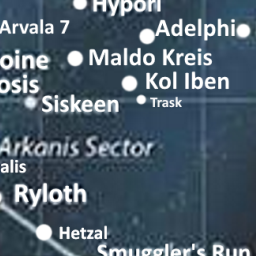 Hypori
Arvala 7
Adelphi
oine
Maldo Kreis
osis
Kol Iben
Siskeen
Trask
Arkanis Sector
alis
Ryloth
Hetzal
Smuggler's Run